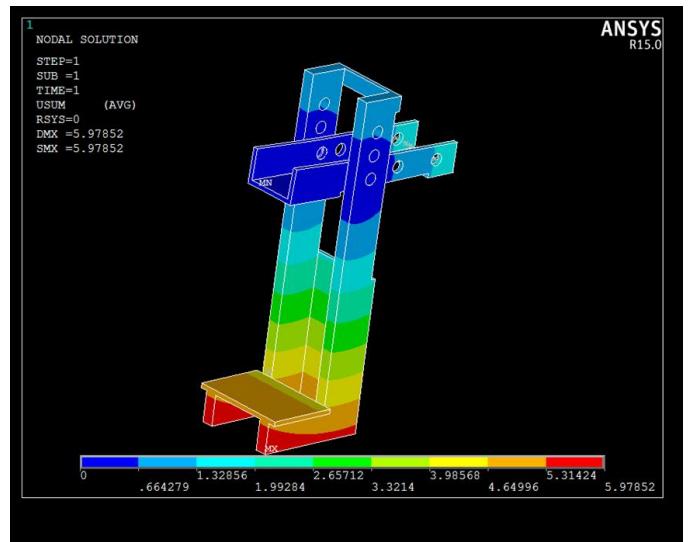 1
ANSYS
R15.0
NODAL SOLUTION
STEP=1
SUB =1
TIME=1
USUM (AVG)
RSYS=0
DMX =5.97852
SMX =5.97852
MN
MX
0 1.32856 2.65712 3.98568 5.31424
.664279 1.99284 3.3214 4.64996 5.97852